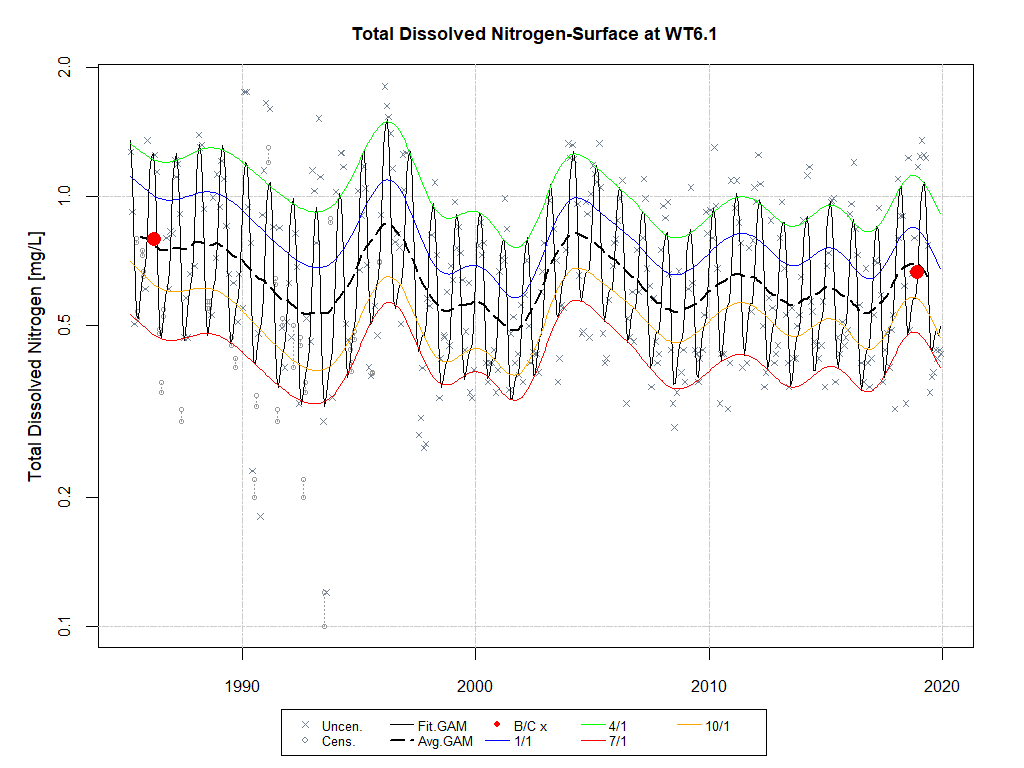 Total Dissolved Nitrogen-Surface at WT6.1
Total Dissolved Nitrogen [mg/L]
2.0
1.0
0.5
0.2
0.1
1990 2000 2010 2020
Uncen. Fit.GAM B/C x 4/1 10/1
Cens. Avg.GAM 1/1 7/1